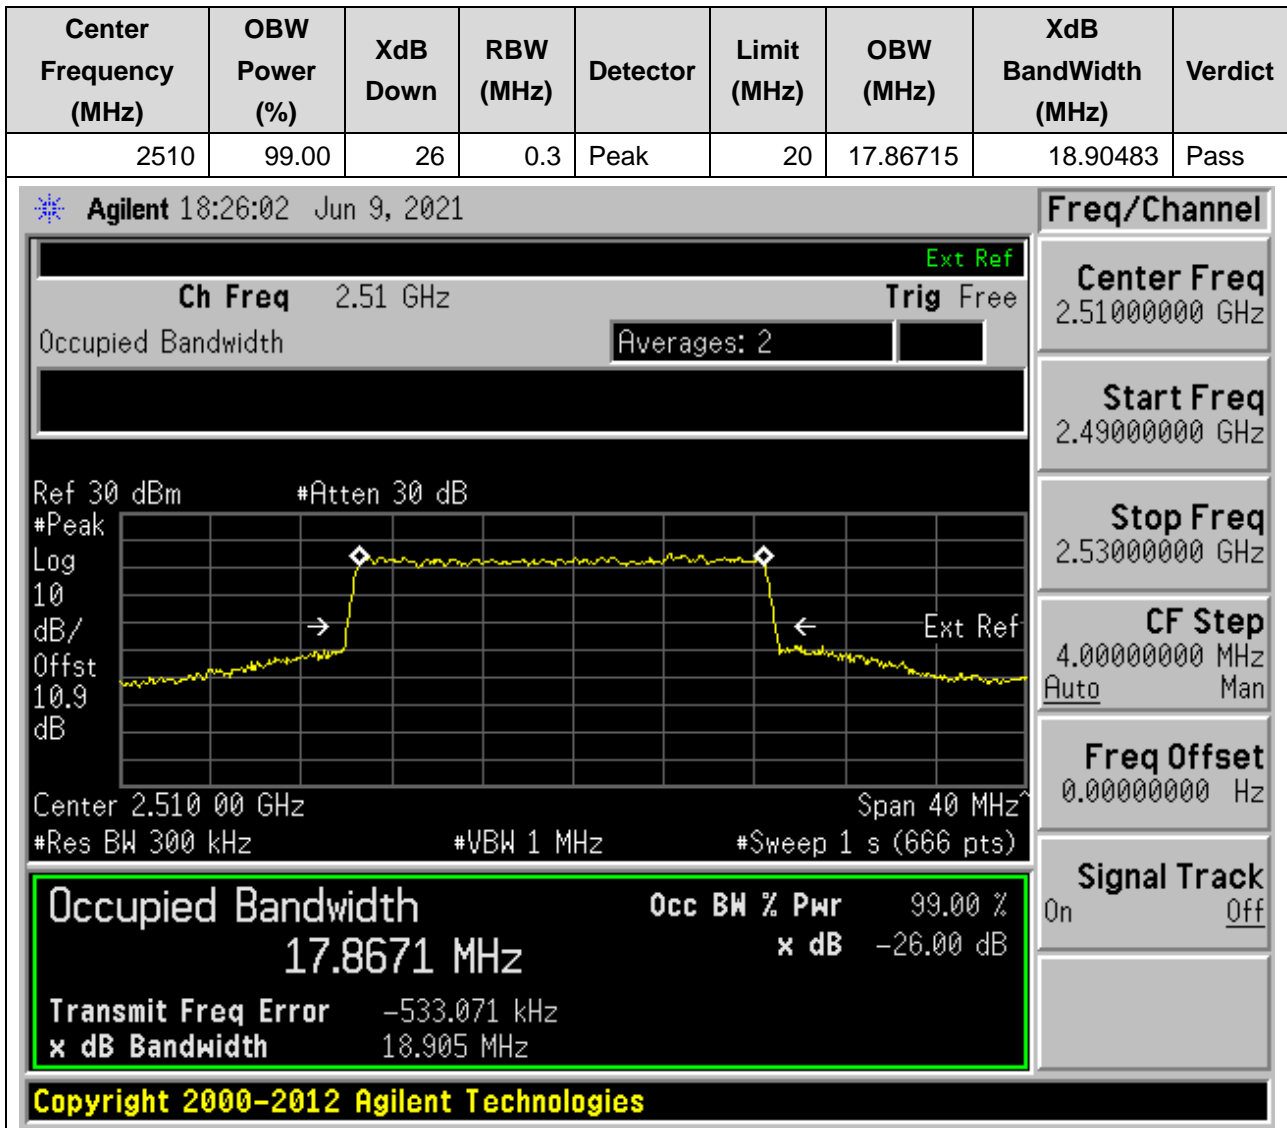 Center Frequency (MHz) OBW Power (%) XdB Down RBW (MHz) Detector Limit (MHz) OBW (MHz) XdB BandWidth (MHz) Verdict
2510 99.00 26 0.3 Peak 20 17.86715 18.90483 Pass
Agilent 18:26:02 Jun 9, 2021
Freq/Channel
Ext Ref
Ch Freq 2.51 GHz Trig Free
Occupied Bandwidth Averages: 2
Center Freq
2.51000000 GHz
Start Freq
2.49000000 GHz
Stop Freq
2.53000000 GHz
CF Step
4.00000000 MHz
Auto Man
Freq Offset
0.00000000 Hz
Signal Track
On Off
Ref 30 dBm #Atten 30 dB
#Peak
Log
10
dB/
Offst
10.9
dB
Ext Ref
Center 2.510 00 GHz Span 40 MHz^
#Res BW 300 kHz #VBW 1 MHz #Sweep 1 s (666 pts)
Occupied Bandwidth Occ BW % Pwr 99.00 %
17.8671 MHz x dB -26.00 dB
Transmit Freq Error -533.071 kHz
x dB Bandwidth 18.905 MHz
Copyright 2000-2012 Agilent Technologies